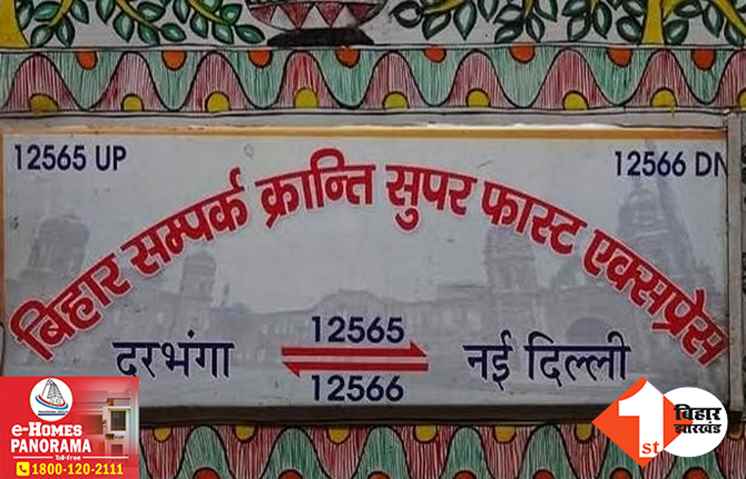 12565 UP
12566 DN
बिहार सम्पर्क क्रान्ति सुपर फास्ट एक्सप्रेस
दरभंगा
12565
12566
नई दिल्ली
e-HOMES
PANORAMA
टोल-फ्री
1800-120-2111
1st
बिहार
झारखंड